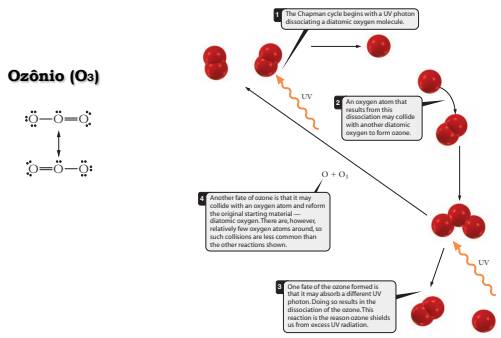 Ozônio (O3)
O—O=O
O=O—O
1 The Chapman cycle begins with a UV photon
dissociating a diatomic oxygen molecule.
UV
2 An oxygen atom that
results from this
dissociation may collide
with another diatomic
oxygen to form ozone.
O + O3
4 Another fate of ozone is that it may
collide with an oxygen atom and reform
the original starting material —
diatomic oxygen. There are, however,
relatively few oxygen atoms around, so
such collisions are less common than
the other reactions shown.
UV
3 One fate of the ozone formed is
that it may absorb a different UV
photon. Doing so results in the
dissociation of the ozone. This
reaction is the reason ozone shields
us from excess UV radiation.